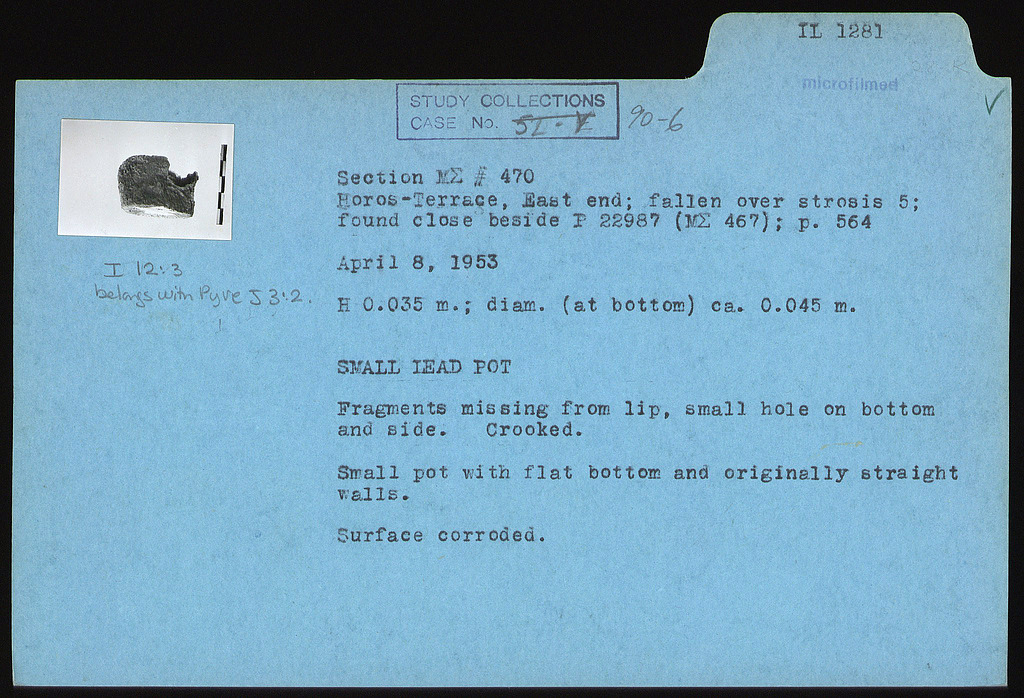 IL 1281
microfilmed
STUDY COLLECTIONS
CASE No. 90-6
Section ΜΣ # 470
Horos-Terrace, East end; fallen over strosis 5;
found close beside P 22987 (ΜΣ 467); p. 564
I 12:3
belongs with Pyre J 3:2.
April 8, 1953
H 0.035 m.; diam. (at bottom) ca. 0.045 m.
SMALL LEAD POT
Fragments missing from lip, small hole on bottom
and side. Crooked.
Small pot with flat bottom and originally straight
walls.
Surface corroded.